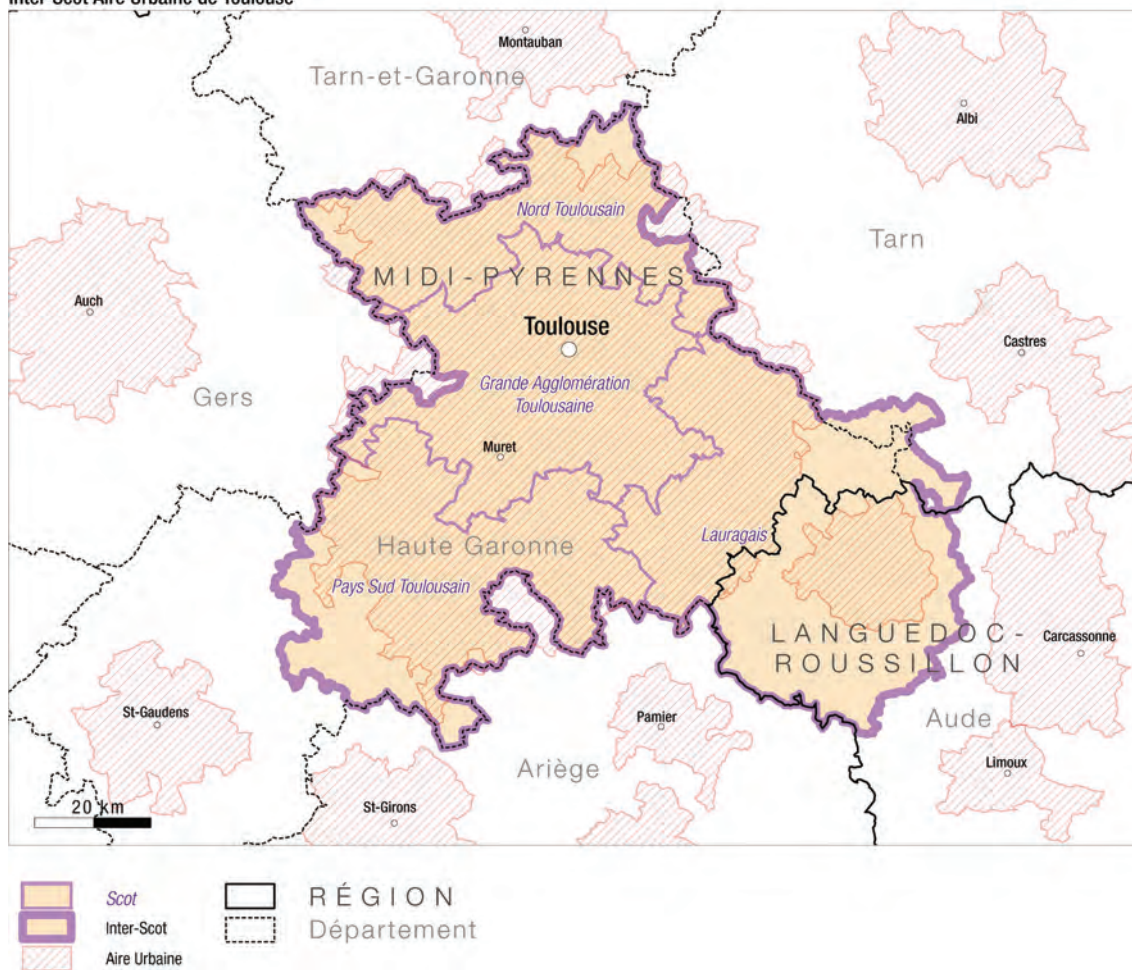 Inter-Scot Aire Urbaine de Toulouse
Montauban
Tarn-et-Garonne
Albi
Nord Toulousain
Tarn
MIDI-PYRENNES
Auch
Toulouse
Castres
Grande Agglomération
Toulousaine
Gers
Muret
Lauragais
Haute Garonne
Pays Sud Toulousain
LANGUEDOC-
ROUSSILLON
Carcassonne
St-Gaudens
Pamier
Aude
Ariège
Limoux
20 km
St-Girons
Scot
Inter-Scot
Aire Urbaine
RÉGION
Département